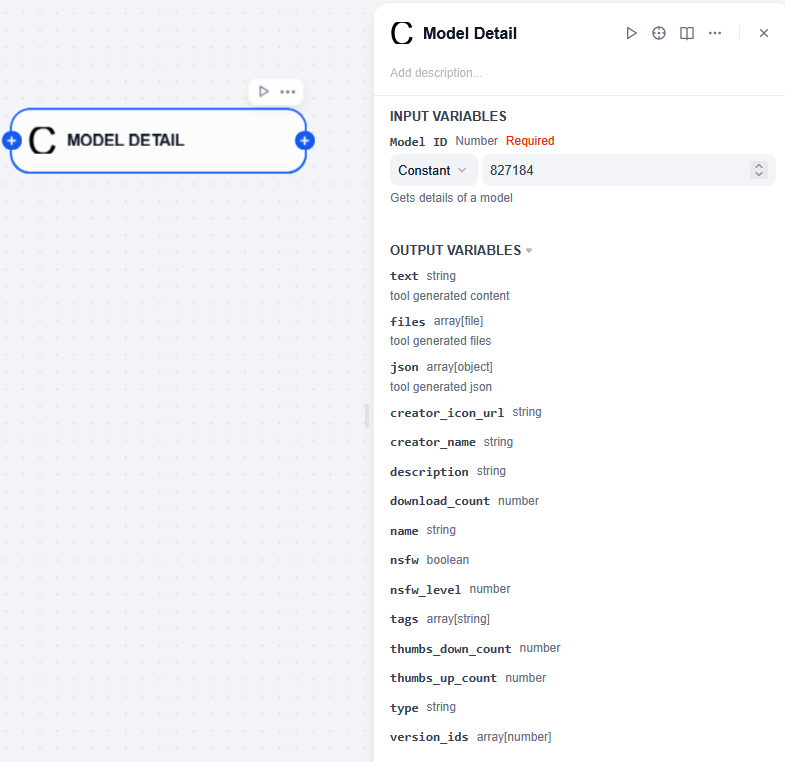 MODEL DETAIL
C Model Detail
Add description...
INPUT VARIABLES
Model ID Number Required
Constant 827184
Gets details of a model
OUTPUT VARIABLES
text string
tool generated content
files array[file]
tool generated files
json array[object]
tool generated json
creator_icon_url string
creator_name string
description string
download_count number
name string
nsfw boolean
nsfw_level number
tags array[string]
thumbs_down_count number
thumbs_up_count number
type string
version_ids array[number]